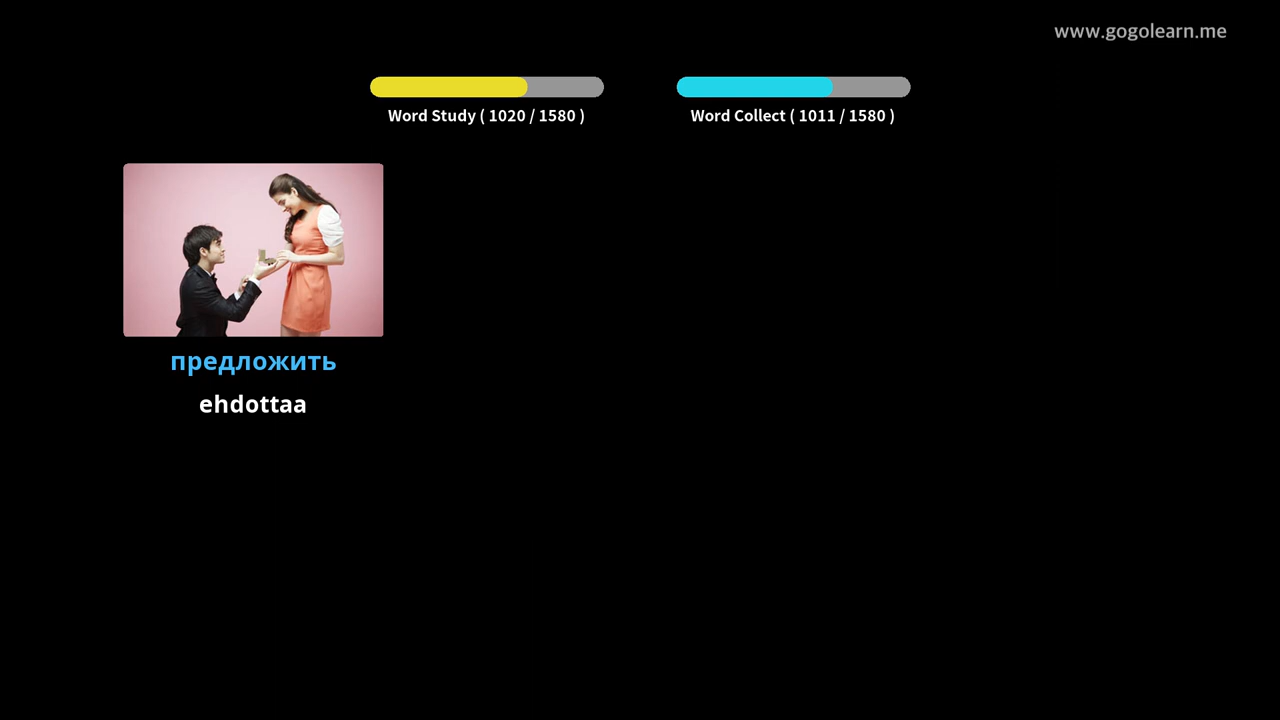 www.gogolearn.me
Word Study ( 1020 / 1580 )
Word Collect ( 1011 / 1580 )
предложить
ehdottaa